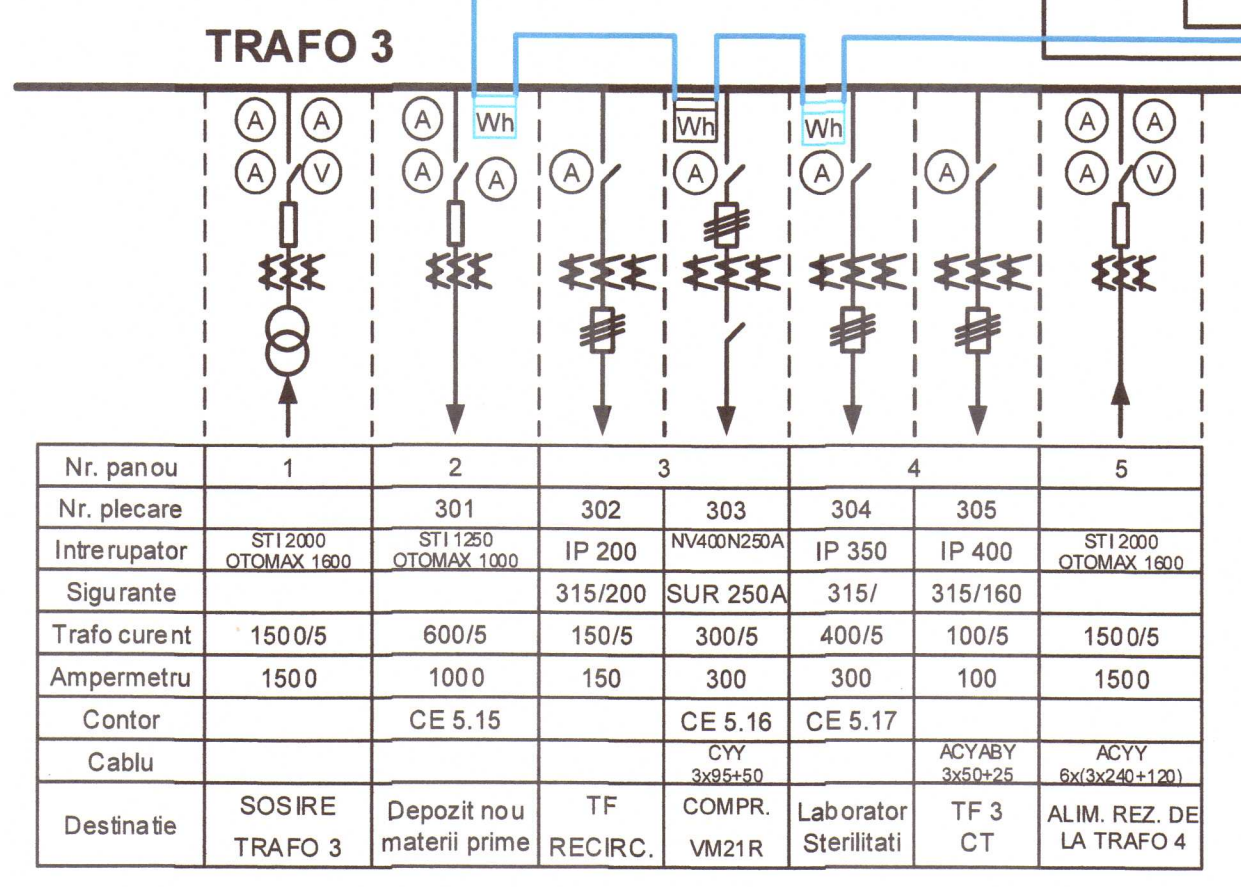 TRAFO 3
A A A Wh Wh Wh A A
A V A A A A A A A V
Nr. panou 1 2 3 4 5
Nr. plecare 301 302 303 304 305
Intrerupator STI 2000 OTOMAX 1600 STI 1250 OTOMAX 1000 IP 200 NV400N250A IP 350 IP 400 STI 2000 OTOMAX 1600
Sigurante 315/200 SUR 250A 315/ 315/160
Trafo curent 1500/5 600/5 150/5 300/5 400/5 100/5 1500/5
Ampermetru 1500 1000 150 300 300 100 1500
Contor CE 5.15 CE 5.16 CE 5.17
Cablu CYY 3x95+50 ACYABY 3x50+25 ACYY 6x(3x240+120)
Destinatie SOSIRE TRAFO 3 Depozit nou materii prime TF RECIRC. COMPR. VM21R Laborator Sterilitati TF 3 CT ALIM. REZ. DE LA TRAFO 4